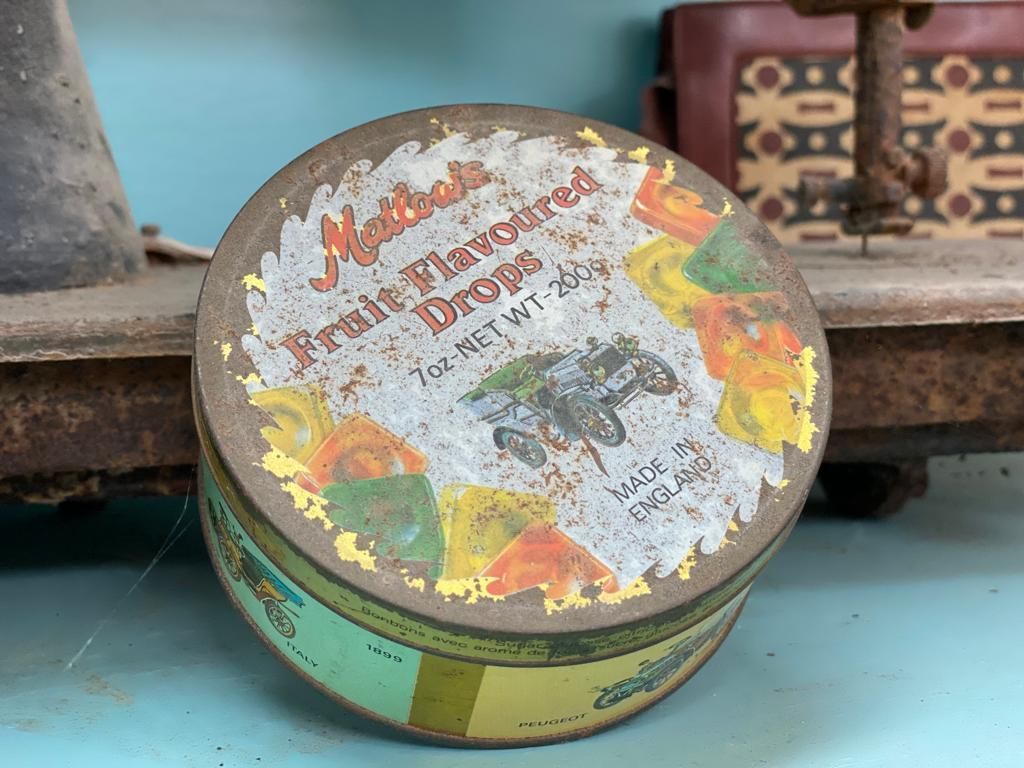 Matlow's
Fruit Flavoured
Drops
7oz-NET WT-200g
MADE IN
ENGLAND
Bonbons avec arome de
ITALY
1899
PEUGEOT